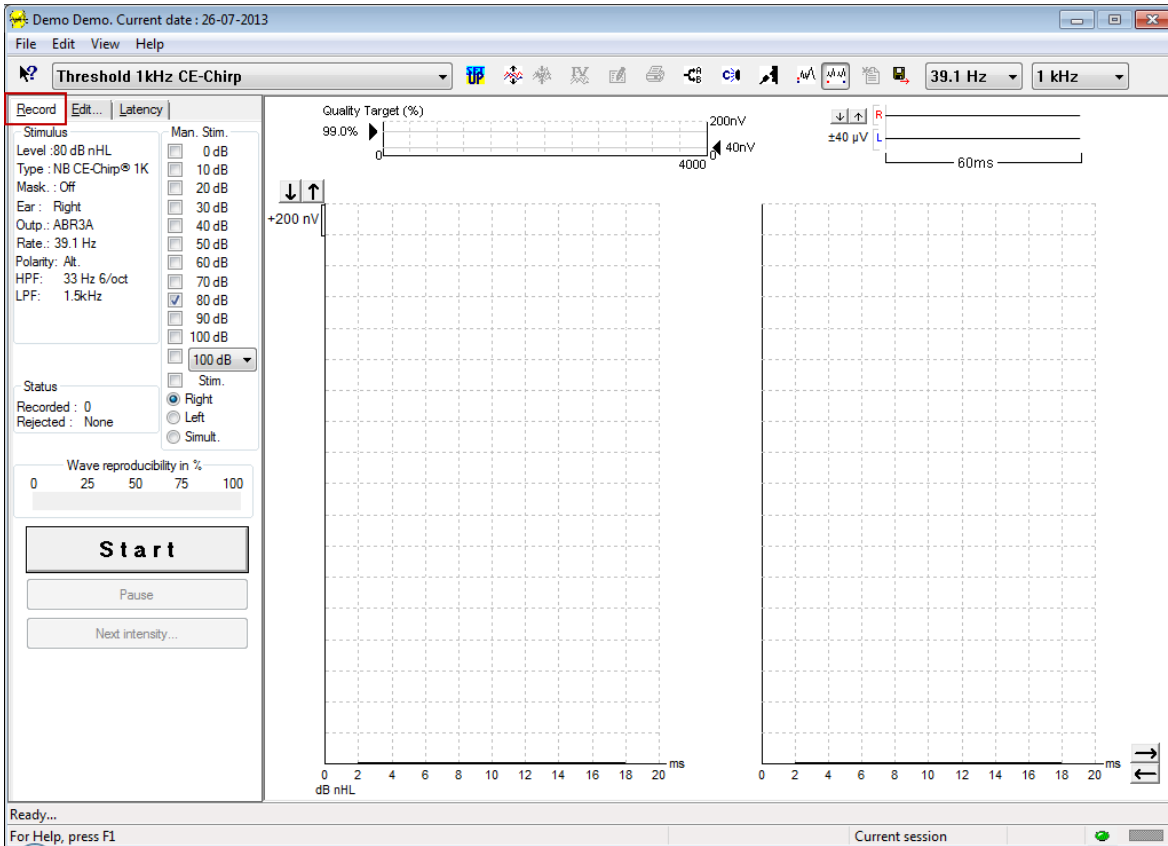 Demo Demo. Current date : 26-07-2013
File Edit View Help
Threshold 1kHz CE-Chirp
39.1 Hz
1 kHz
Record Edit... Latency
Stimulus
Level :80 dB nHL
Type : NB CE-Chirp® 1K
Mask. : Off
Ear : Right
Outp.: ABR3A
Rate.: 39.1 Hz
Polarity: Alt.
HPF: 33 Hz 6/oct
LPF: 1.5kHz
Man. Stim.
0 dB
10 dB
20 dB
30 dB
40 dB
50 dB
60 dB
70 dB
80 dB
90 dB
100 dB
100 dB
Stim.
Right
Left
Simult.
Status
Recorded : 0
Rejected : None
Wave reproducibility in %
0 25 50 75 100
Start
Pause
Next intensity...
Quality Target (%)
99.0%
0
4000
200nV
40nV
0
R
±40 µV L
60ms
+200 nV
0 2 4 6 8 10 12 14 16 18 20 ms
dB nHL
0 2 4 6 8 10 12 14 16 18 20 ms
Ready...
For Help, press F1
Current session